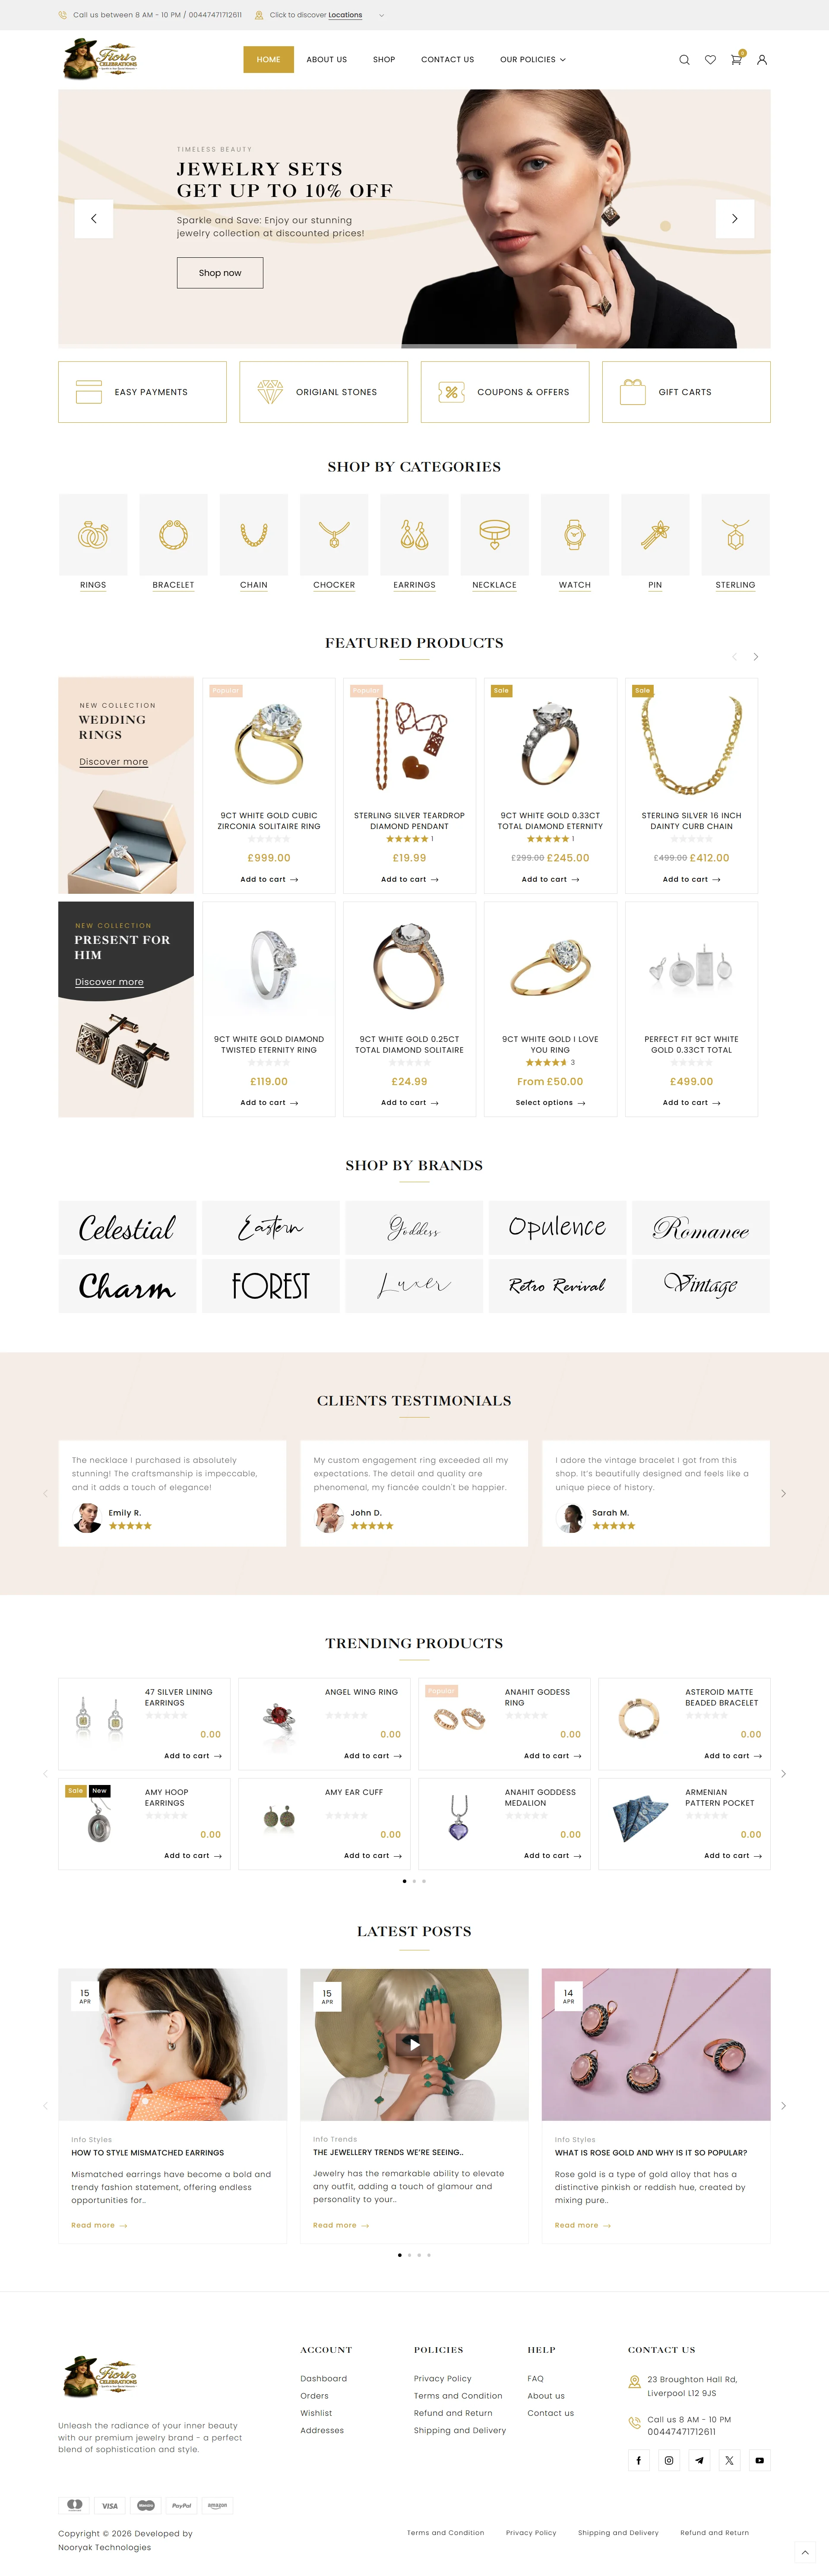 Call us between 8 AM - 10 PM / 00447471712611
Click to discover Locations
Fiori
CELEBRATIONS
HOME
ABOUT US
SHOP
CONTACT US
OUR POLICIES
0
TIMELESS BEAUTY
JEWELRY SETS
GET UP TO 10% OFF
Sparkle and Save: Enjoy our stunning
jewelry collection at discounted prices!
Shop now
EASY PAYMENTS
ORIGIANL STONES
COUPONS & OFFERS
GIFT CARTS
SHOP BY CATEGORIES
RINGS
BRACELET
CHAIN
CHOCKER
EARRINGS
NECKLACE
WATCH
PIN
STERLING
FEATURED PRODUCTS
NEW COLLECTION
WEDDING
RINGS
Discover more
Popular
9CT WHITE GOLD CUBIC
ZIRCONIA SOLITAIRE RING
£999.00
Add to cart
Popular
STERLING SILVER TEARDROP
DIAMOND PENDANT
1
£19.99
Add to cart
Sale
9CT WHITE GOLD 0.33CT
TOTAL DIAMOND ETERNITY
1
£299.00 £245.00
Add to cart
Sale
STERLING SILVER 16 INCH
DAINTY CURB CHAIN
£499.00 £412.00
Add to cart
NEW COLLECTION
PRESENT FOR
HIM
Discover more
9CT WHITE GOLD DIAMOND
TWISTED ETERNITY RING
£119.00
Add to cart
9CT WHITE GOLD 0.25CT
TOTAL DIAMOND SOLITAIRE
£24.99
Add to cart
9CT WHITE GOLD I LOVE
YOU RING
3
From £50.00
Select options
PERFECT FIT 9CT WHITE
GOLD 0.33CT TOTAL
£499.00
Add to cart
SHOP BY BRANDS
Celestial
Eastern
Goddess
Opulence
Romance
Charm
FOREST
Luxer
Retro Revival
Vintage
CLIENTS TESTIMONIALS
The necklace I purchased is absolutely
stunning! The craftsmanship is impeccable,
and it adds a touch of elegance!
Emily R.
My custom engagement ring exceeded all my
expectations. The detail and quality are
phenomenal, my fiancée couldn't be happier.
John D.
I adore the vintage bracelet I got from this
shop. It's beautifully designed and feels like a
unique piece of history.
Sarah M.
TRENDING PRODUCTS
47 SILVER LINING
EARRINGS
0.00
Add to cart
ANGEL WING RING
0.00
Add to cart
Popular
ANAHIT GODESS
RING
0.00
Add to cart
ASTEROID MATTE
BEADED BRACELET
0.00
Add to cart
Sale
New
AMY HOOP
EARRINGS
0.00
Add to cart
AMY EAR CUFF
0.00
Add to cart
ANAHIT GODDESS
MEDALION
0.00
Add to cart
ARMENIAN
PATTERN POCKET
0.00
Add to cart
LATEST POSTS
15
APR
Info Styles
HOW TO STYLE MISMATCHED EARRINGS
Mismatched earrings have become a bold and
trendy fashion statement, offering endless
opportunities for..
Read more
15
APR
Info Trends
THE JEWELLERY TRENDS WE'RE SEEING..
Jewelry has the remarkable ability to elevate
any outfit, adding a touch of glamour and
personality to your..
Read more
14
APR
Info Styles
WHAT IS ROSE GOLD AND WHY IS IT SO POPULAR?
Rose gold is a type of gold alloy that has a
distinctive pinkish or reddish hue, created by
mixing pure..
Read more
Fiori
CELEBRATIONS
Unleash the radiance of your inner beauty
with our premium jewelry brand - a perfect
blend of sophistication and style.
ACCOUNT
Dashboard
Orders
Wishlist
Addresses
POLICIES
Privacy Policy
Terms and Condition
Refund and Return
Shipping and Delivery
HELP
FAQ
About us
Contact us
CONTACT US
23 Broughton Hall Rd,
Liverpool L12 9JS
Call us 8 AM - 10 PM
00447471712611
VISA
PayPal
amazon
Copyright © 2026 Developed by
Nooryak Technologies
Terms and Condition
Privacy Policy
Shipping and Delivery
Refund and Return